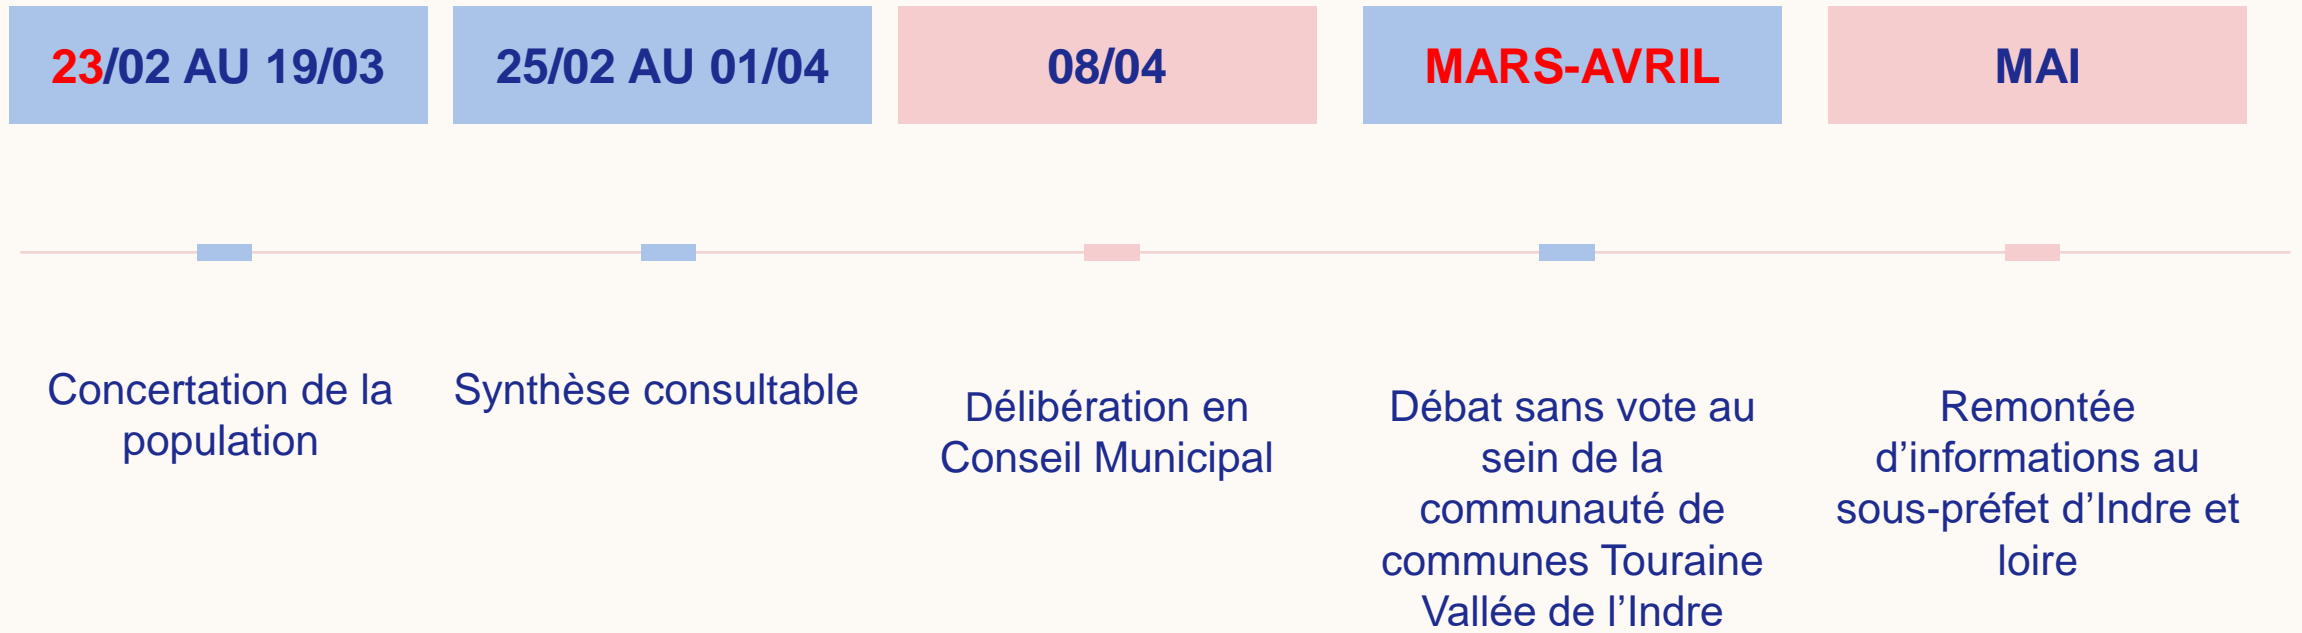 23/02 AU 19/03
25/02 AU 01/04
08/04
MARS-AVRIL
MAI
Concertation de la
population
Synthèse consultable
Délibération en
Conseil Municipal
Débat sans vote au
sein de la
communauté de
communes Touraine
Vallée de l’Indre
Remontée
d’informations au
sous-préfet d’Indre et
loire